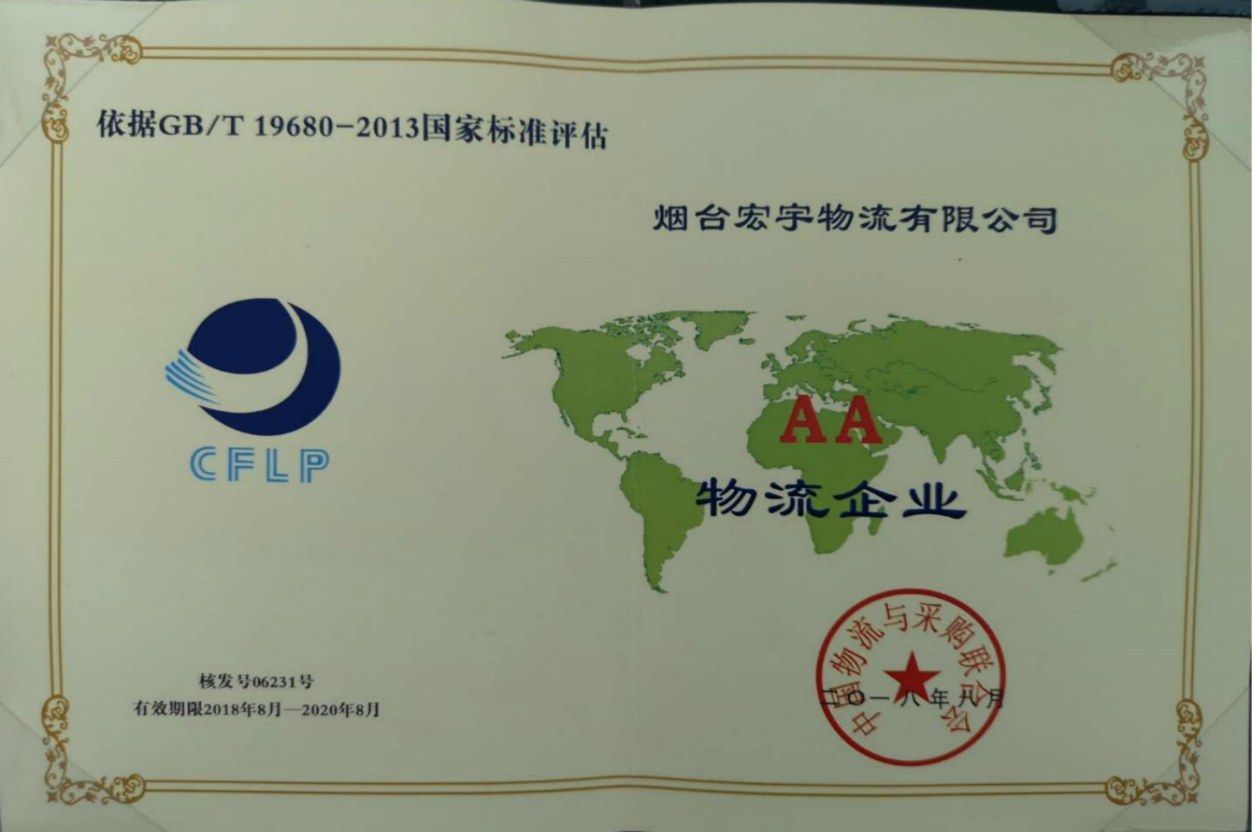 依据GB/T 19680-2013国家标准评估
烟台宏宇物流有限公司
CFLP
AA
物流企业
中国物流与采购联合会
二〇一八年八月
核发号06231号
有效期限2018年8月—2020年8月